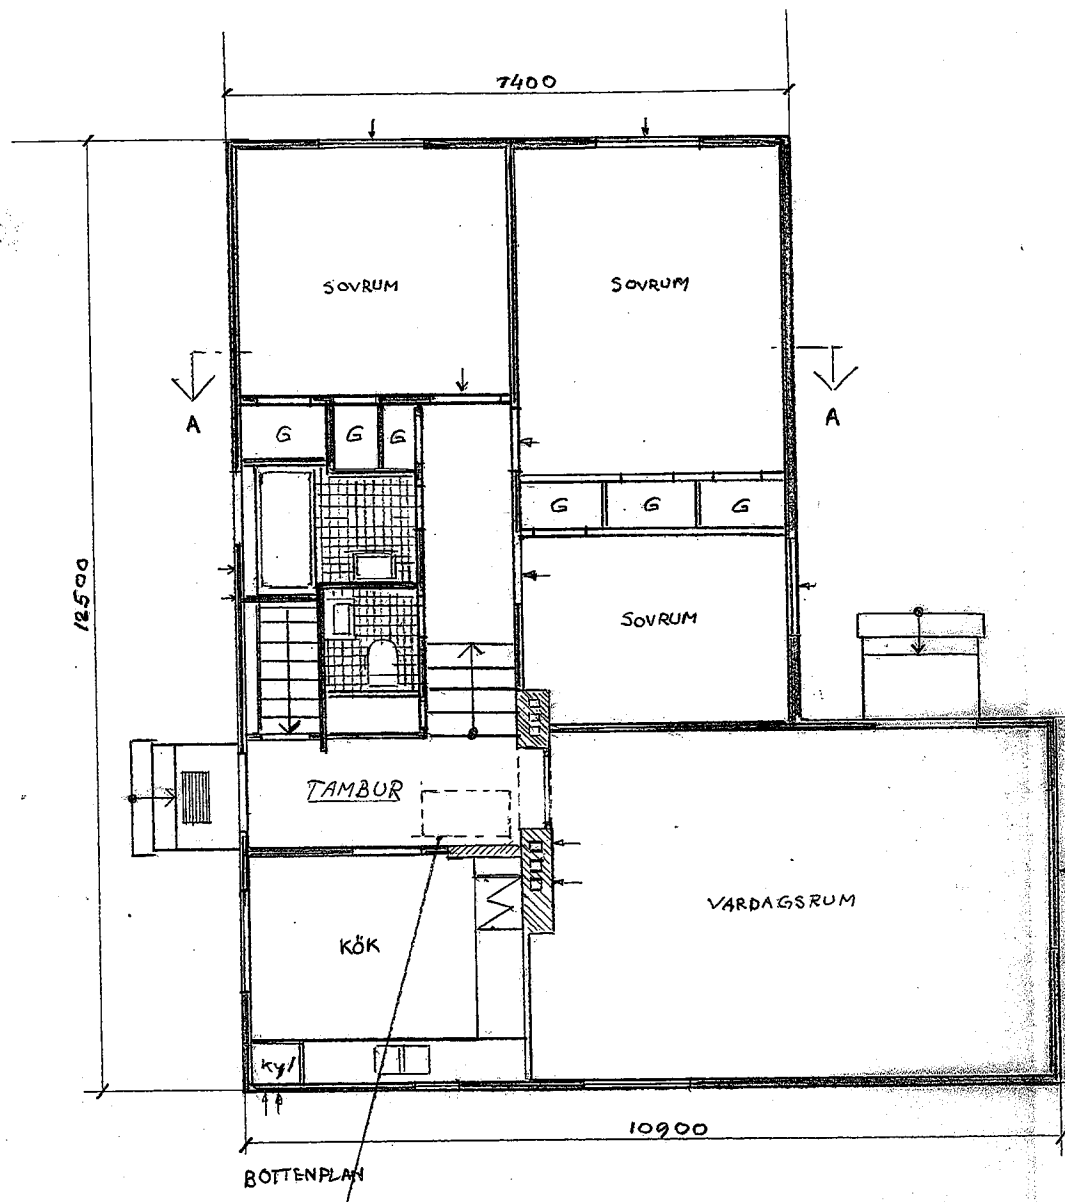 7400
SOVRUM
SOVRUM
A
A
G
G
G
G
G
G
12500
SOVRUM
TAMBUR
VARDAGSRUM
KÖK
Kyl
10900
BOTTENPLAN